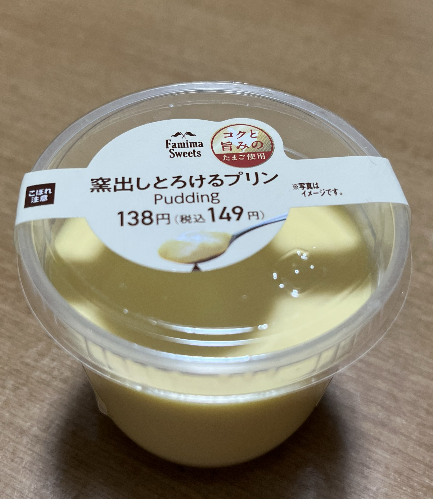 Famima
Sweets
コクと
旨みの
たまご使用
こぼれ
注意
窯出しとろけるプリン
Pudding
138円(税込149円)
※写真は
イメージです。